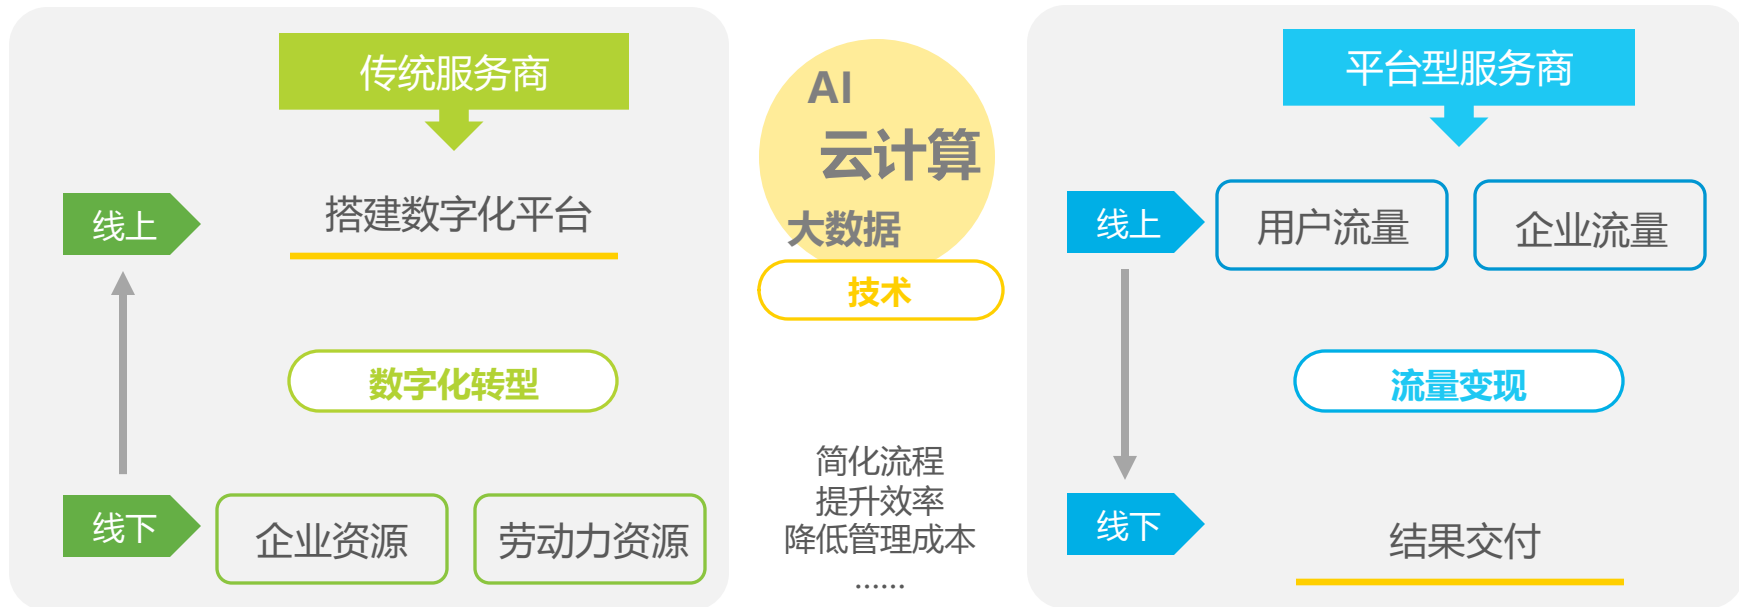 传统服务商
线上
搭建数字化平台
数字化转型
线下
企业资源
劳动力资源
AI
云计算
大数据
技术
简化流程
提升效率
降低管理成本
......
平台型服务商
线上
用户流量
企业流量
流量变现
线下
结果交付